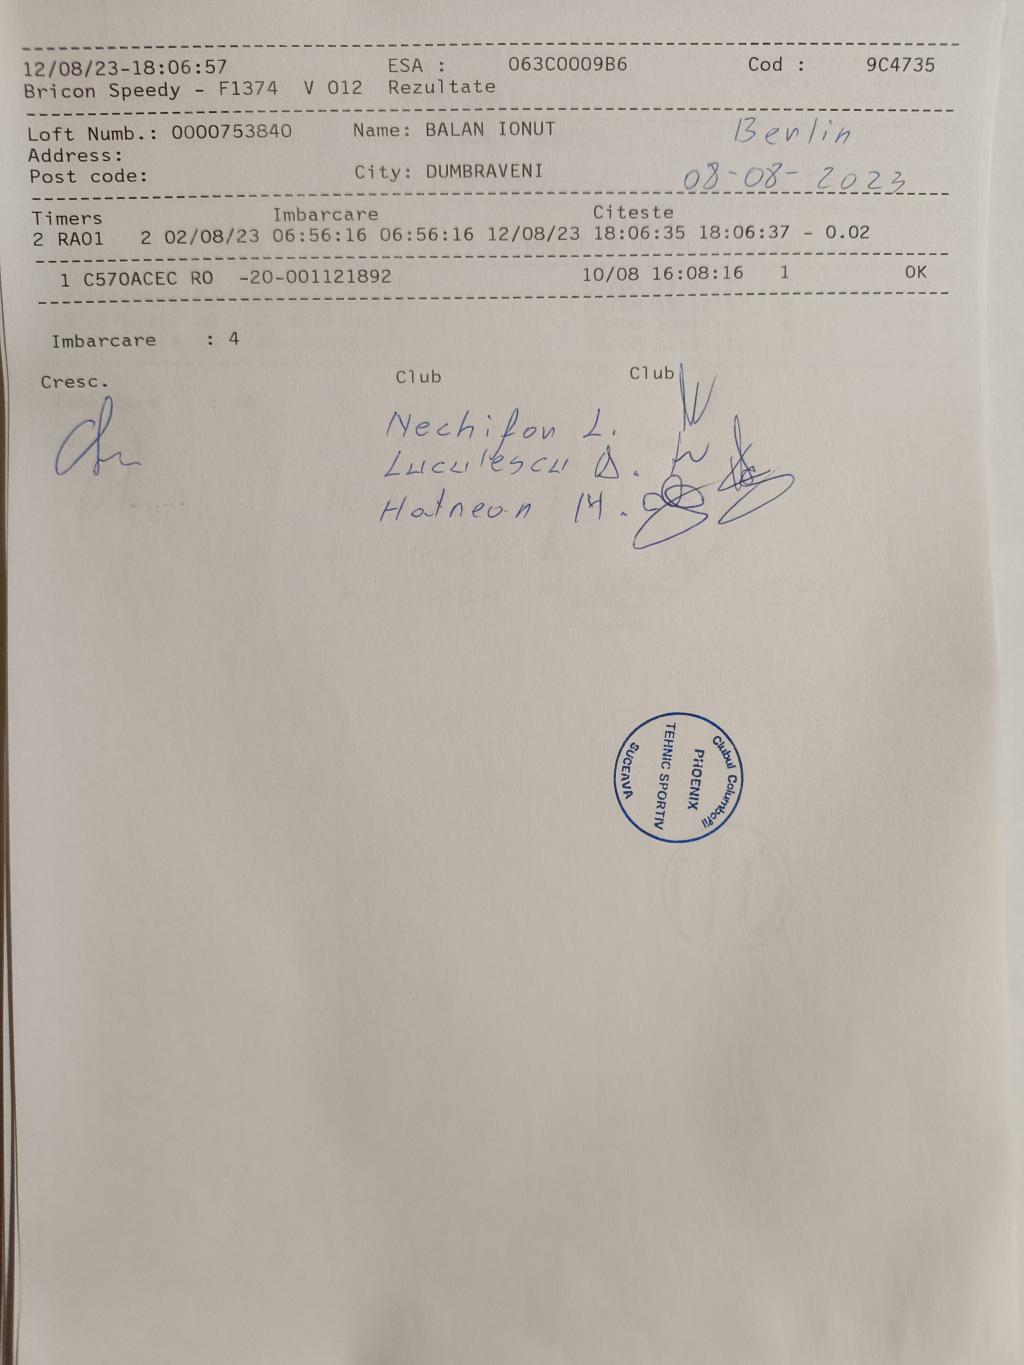 12/08/23-18:06:57 ESA : 063C0009B6 Cod : 9C4735
Bricon Speedy - F1374 V 012 Rezultate
Loft Numb.: 0000753840 Name: BALAN IONUT Berlin
Address:
Post code: City: DUMBRAVENI 08-08-2023
Timers Imbarcare Citeste
2 RA01 2 02/08/23 06:56:16 06:56:16 12/08/23 18:06:35 18:06:37 - 0.02
1 C570ACEC RO -20-001121892 10/08 16:08:16 1 OK
Imbarcare : 4
Cresc. Club Club
Nechifor L.
Luculescu D.
Hatnean M.
Clubul Columbofil
PHOENIX
TEHNIC SPORTIV
SUCEAVA